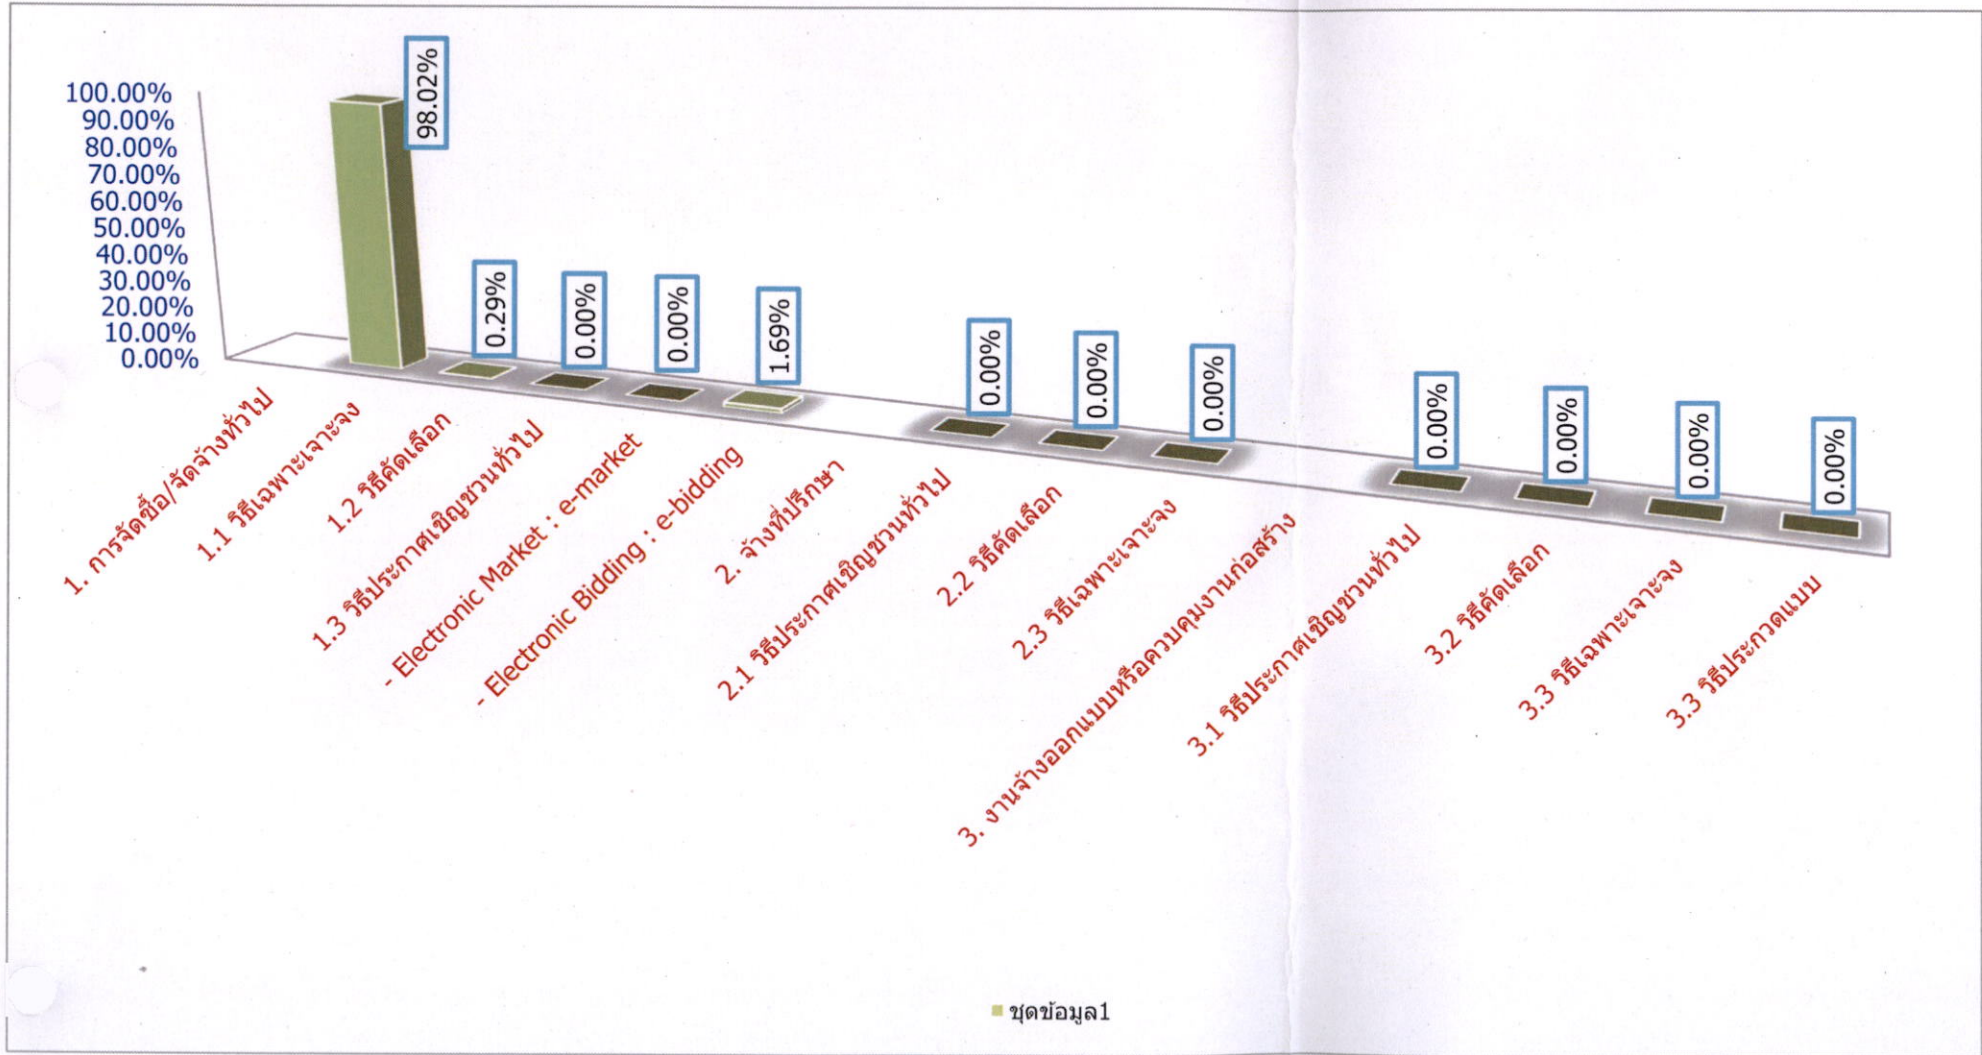 100.00%
90.00%
80.00%
70.00%
60.00%
50.00%
40.00%
30.00%
20.00%
10.00%
0.00%
98.02%
0.29%
0.00%
0.00%
1.69%
0.00%
0.00%
0.00%
0.00%
0.00%
0.00%
0.00%
1. การจัดซื้อ/จัดจ้างทั่วไป
1.1 วิธีเฉพาะเจาะจง
1.2 วิธีคัดเลือก
1.3 วิธีประกาศเชิญชวนทั่วไป
- Electronic Market : e-market
- Electronic Bidding : e-bidding
2. จ้างที่ปรึกษา
2.1 วิธีประกาศเชิญชวนทั่วไป
2.2 วิธีคัดเลือก
2.3 วิธีเฉพาะเจาะจง
3. งานจ้างออกแบบหรือควบคุมงานก่อสร้าง
3.1 วิธีประกาศเชิญชวนทั่วไป
3.2 วิธีคัดเลือก
3.3 วิธีเฉพาะเจาะจง
3.3 วิธีประกวดแบบ
ชุดข้อมูล1